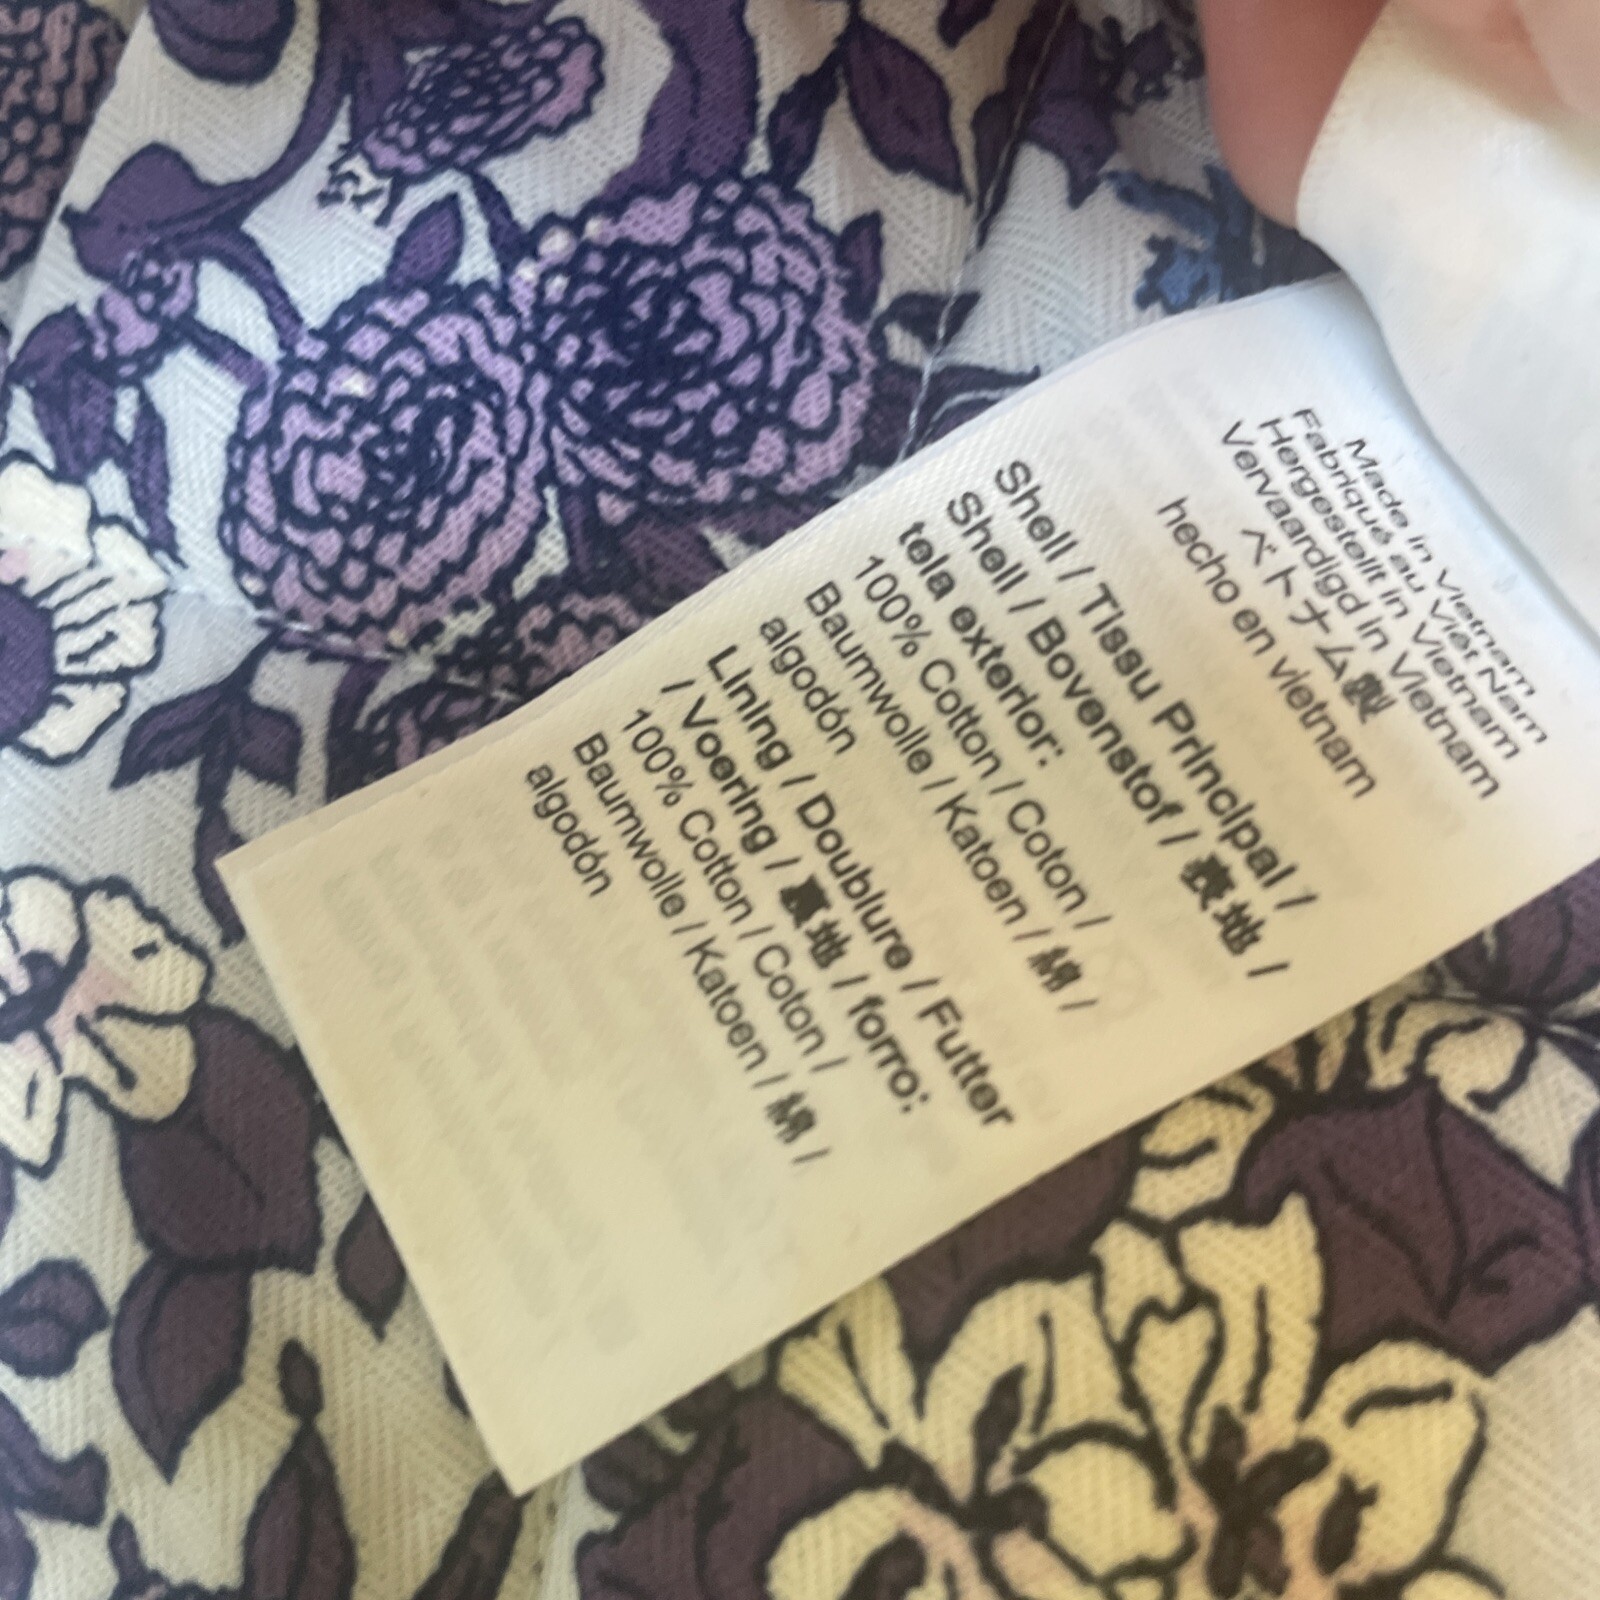 Made in Vietnam
Fabriqué au Viêt Nam
Hergestellt in Vietnam
Vervaardigd in Vietnam
ベトナム製
hecho en vietnam
Shell / Tissu Principal /
Shell / Bovenstof / 表地 /
tela exterior:
100% Cotton / Coton /
Baumwolle / Katoen / 綿 /
algodón
Lining / Doublure / Futter
/ Voering / 裏地 / forro:
100% Cotton / Coton /
Baumwolle / Katoen / 綿 /
algodón